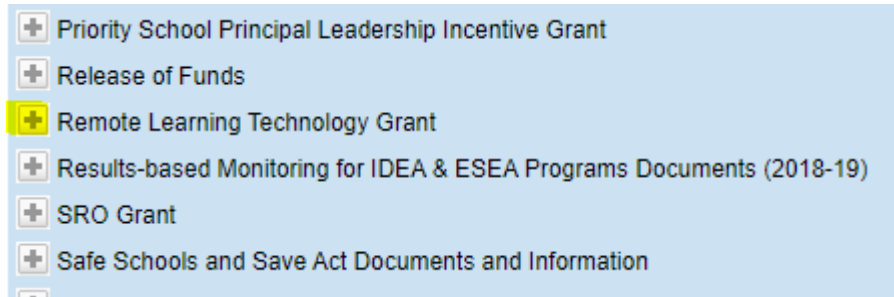 Priority School Principal Leadership Incentive Grant
Release of Funds
Remote Learning Technology Grant
Results-based Monitoring for IDEA & ESEA Programs Documents (2018-19)
SRO Grant
Safe Schools and Save Act Documents and Information